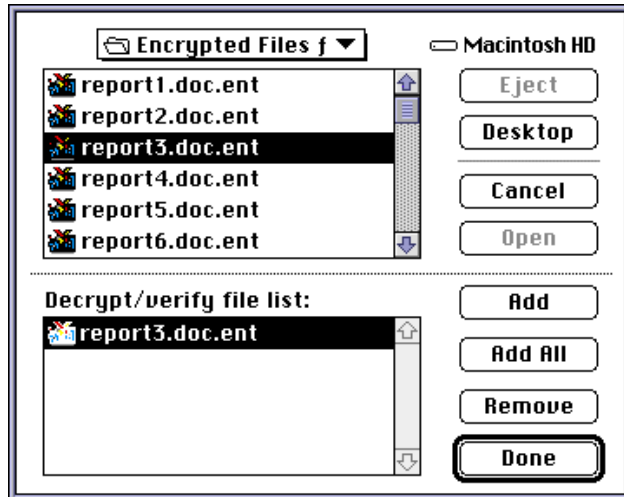 Encrypted Files ƒ
Macintosh HD
report1.doc.ent
report2.doc.ent
report3.doc.ent
report4.doc.ent
report5.doc.ent
report6.doc.ent
Eject
Desktop
Cancel
Open
Decrypt/verify file list:
report3.doc.ent
Add
Add All
Remove
Done